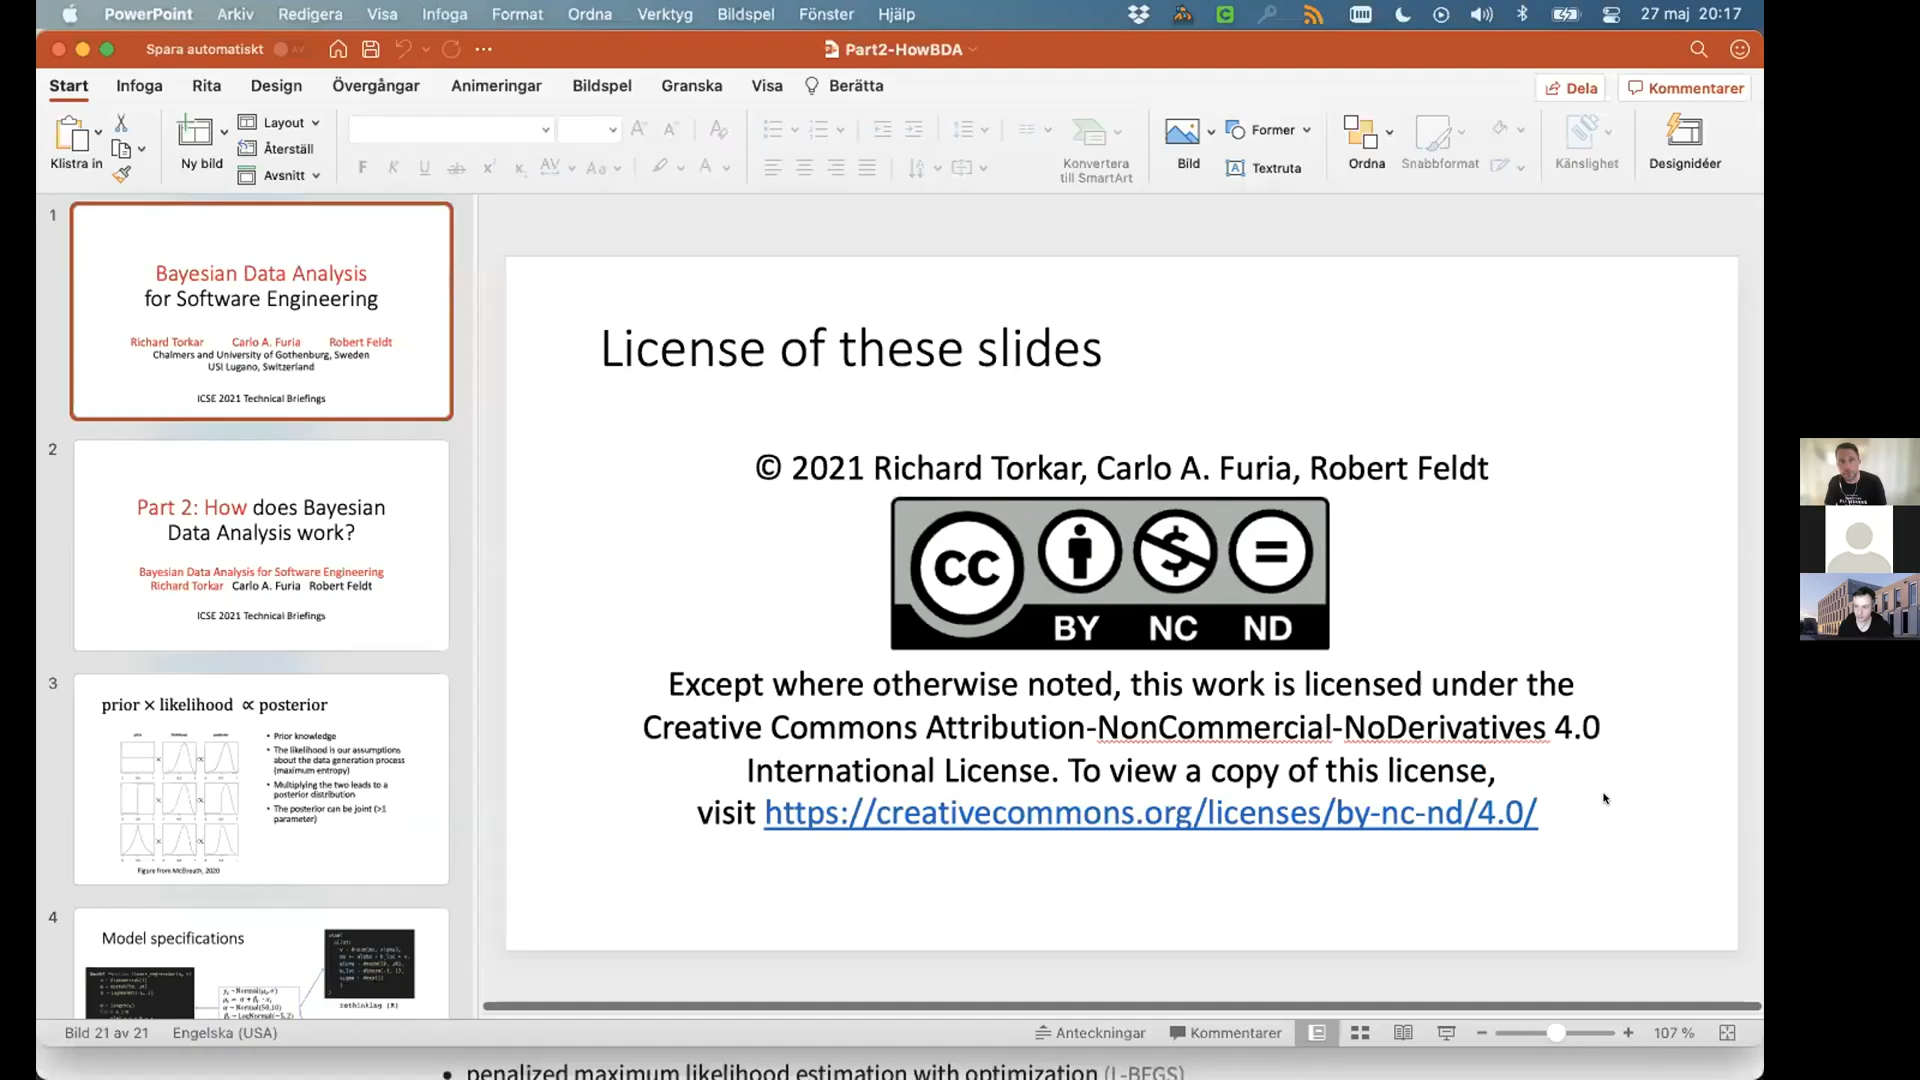 PowerPoint Arkiv Redigera Visa Infoga Format Ordna Verktyg Bildspel Fönster Hjälp 27 maj 20:17
Spara automatiskt Part2-HowBDA
Start Infoga Rita Design Övergångar Animeringar Bildspel Granska Visa Berätta Dela Kommentarer
Klistra in
Ny bild
Layout
Återställ
Avsnitt
Konvertera
till SmartArt
Bild
Former
Textruta
Ordna
Snabbformat
Känslighet
Designidéer
1
Bayesian Data Analysis
for Software Engineering
Richard Torkar Carlo A. Furia Robert Feldt
Chalmers and University of Gothenburg, Sweden
USI Lugano, Switzerland
ICSE 2021 Technical Briefings
2
Part 2: How does Bayesian
Data Analysis work?
Bayesian Data Analysis for Software Engineering
Richard Torkar Carlo A. Furia Robert Feldt
ICSE 2021 Technical Briefings
3
prior × likelihood ∝ posterior
• Prior knowledge
• The likelihood is our assumptions
about the data generation process
(maximum entropy)
• Multiplying the two leads to a
posterior distribution
• The posterior can be joint (>1
parameter)
Figure from McElreath, 2020
4
Model specifications
rethinking (R)
License of these slides
© 2021 Richard Torkar, Carlo A. Furia, Robert Feldt
cc
BY NC ND
Except where otherwise noted, this work is licensed under the
Creative Commons Attribution-NonCommercial-NoDerivatives 4.0
International License. To view a copy of this license,
visit https://creativecommons.org/licenses/by-nc-nd/4.0/
Bild 21 av 21 Engelska (USA) Anteckningar Kommentarer 107 %
• penalized maximum likelihood estimation with optimization (L-BFGS)